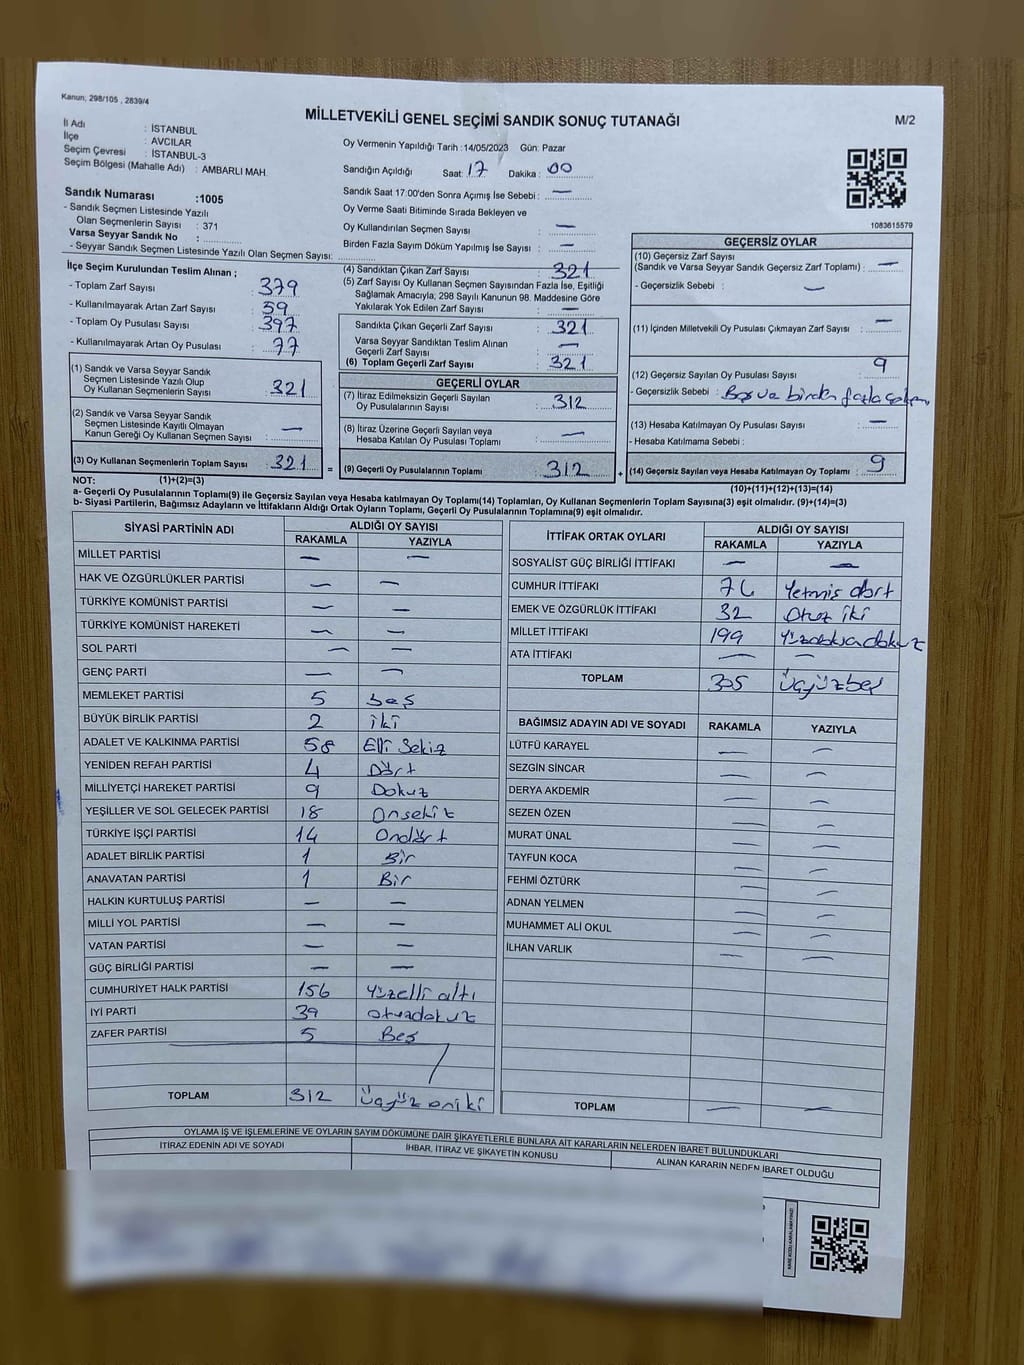 Kanun, 298/105 , 2839/4
MİLLETVEKİLİ GENEL SEÇİMİ SANDIK SONUÇ TUTANAĞI
M/2
İl Adı : İSTANBUL
İlçe : AVCILAR
Seçim Çevresi : İSTANBUL-3
Seçim Bölgesi (Mahalle Adı) : AMBARLI MAH.
Oy Vermenin Yapıldığı Tarih : 14/05/2023 Gün: Pazar
Sandığın Açıldığı Saat: 17 Dakika : 00
Sandık Saat 17:00'den Sonra Açımış İse Sebebi : —
Oy Verme Saati Bitiminde Sırada Bekleyen ve
Oy Kullandırılan Seçmen Sayısı : —
Birden Fazla Sayım Döküm Yapılmış İse Sayısı : —
1083615579
Sandık Numarası :1005
- Sandık Seçmen Listesinde Yazılı
Olan Seçmenlerin Sayısı : 371
Varsa Seyyar Sandık No :
- Seyyar Sandık Seçmen Listesinde Yazılı Olan Seçmen Sayısı:
İlçe Seçim Kurulundan Teslim Alınan ;
- Toplam Zarf Sayısı : 379
- Kullanılmayarak Artan Zarf Sayısı : 59
- Toplam Oy Pusulası Sayısı : 397
- Kullanılmayarak Artan Oy Pusulası : 77
(1) Sandık ve Varsa Seyyar Sandık
Seçmen Listesinde Yazılı Olup
Oy Kullanan Seçmenlerin Sayısı : 321
(2) Sandık ve Varsa Seyyar Sandık
Seçmen Listesinde Kayıtlı Olmayan
Kanun Gereği Oy Kullanan Seçmen Sayısı : —
(3) Oy Kullanan Seçmenlerin Toplam Sayısı : 321 =
(4) Sandıktan Çıkan Zarf Sayısı : 321
(5) Zarf Sayısı Oy Kullanan Seçmen Sayısından Fazla İse, Eşitliği
Sağlamak Amacıyla; 298 Sayılı Kanunun 98. Maddesine Göre
Yakılarak Yok Edilen Zarf Sayısı : —
Sandıkta Çıkan Geçerli Zarf Sayısı : 321
Varsa Seyyar Sandıktan Teslim Alınan
Geçerli Zarf Sayısı : —
(6) Toplam Geçerli Zarf Sayısı : 321
GEÇERLİ OYLAR
(7) İtiraz Edilmeksizin Geçerli Sayılan
Oy Pusulalarının Sayısı : 312
(8) İtiraz Üzerine Geçerli Sayılan veya
Hesaba Katılan Oy Pusulası Toplamı : —
(9) Geçerli Oy Pusulalarının Toplamı : 312 +
GEÇERSİZ OYLAR
(10) Geçersiz Zarf Sayısı
(Sandık ve Varsa Seyyar Sandık Geçersiz Zarf Toplamı) : —
- Geçersizlik Sebebi : —
(11) İçinden Milletvekili Oy Pusulası Çıkmayan Zarf Sayısı : —
(12) Geçersiz Sayılan Oy Pusulası Sayısı : 9
- Geçersizlik Sebebi : Boş ve birden fazla
(13) Hesaba Katılmayan Oy Pusulası Sayısı : —
- Hesaba Katılmama Sebebi :
(14) Geçersiz Sayılan veya Hesaba Katılmayan Oy Toplamı : 9
NOT: (1)+(2)=(3)
(10)+(11)+(12)+(13)=(14)
a- Geçerli Oy Pusulalarının Toplamı(9) ile Geçersiz Sayılan veya Hesaba katılmayan Oy Toplamı(14) Toplamları, Oy Kullanan Seçmenlerin Toplam Sayısına(3) eşit olmalıdır. (9)+(14)=(3)
b- Siyasi Partilerin, Bağımsız Adayların ve İttifakların Aldığı Ortak Oyların Toplamı, Geçerli Oy Pusulalarının Toplamına(9) eşit olmalıdır.
SİYASİ PARTİNİN ADI ALDIĞI OY SAYISI
RAKAMLA YAZIYLA
MİLLET PARTİSİ — —
HAK VE ÖZGÜRLÜKLER PARTİSİ — —
TÜRKİYE KOMÜNİST PARTİSİ — —
TÜRKİYE KOMÜNİST HAREKETİ — —
SOL PARTİ — —
GENÇ PARTİ — —
MEMLEKET PARTİSİ 5 beş
BÜYÜK BİRLİK PARTİSİ 2 iki
ADALET VE KALKINMA PARTİSİ 58 Elli Sekiz
YENİDEN REFAH PARTİSİ 4 Dört
MİLLİYETÇİ HAREKET PARTİSİ 9 Dokuz
YEŞİLLER VE SOL GELECEK PARTİSİ 18 Onsekiz
TÜRKİYE İŞÇİ PARTİSİ 14 Ondört
ADALET BİRLİK PARTİSİ 1 Bir
ANAVATAN PARTİSİ 1 Bir
HALKIN KURTULUŞ PARTİSİ — —
MİLLİ YOL PARTİSİ — —
VATAN PARTİSİ — —
GÜÇ BİRLİĞİ PARTİSİ — —
CUMHURİYET HALK PARTİSİ 156 Yüzelli altı
İYİ PARTİ 39 otuzdokuz
ZAFER PARTİSİ 5 Beş
TOPLAM 312 Üçyüz oniki
İTTİFAK ORTAK OYLARI ALDIĞI OY SAYISI
RAKAMLA YAZIYLA
SOSYALİST GÜÇ BİRLİĞİ İTTİFAKI — —
CUMHUR İTTİFAKI 74 Yetmiş dört
EMEK VE ÖZGÜRLÜK İTTİFAKI 32 Otuz iki
MİLLET İTTİFAKI 199
ATA İTTİFAKI — —
TOPLAM 305 Üçyüzbeş
BAĞIMSIZ ADAYIN ADI VE SOYADI RAKAMLA YAZIYLA
LÜTFÜ KARAYEL — —
SEZGİN SİNCAR — —
DERYA AKDEMİR — —
SEZEN ÖZEN — —
MURAT ÜNAL — —
TAYFUN KOCA — —
FEHMİ ÖZTÜRK — —
ADNAN YELMEN — —
MUHAMMET ALİ OKUL — —
İLHAN VARLIK — —
TOPLAM — —
OYLAMA İŞ VE İŞLEMLERİNE VE OYLARIN SAYIM DÖKÜMÜNE DAİR ŞİKAYETLERLE BUNLARA AİT KARARLARIN NELERDEN İBARET BULUNDUKLARI
İTİRAZ EDENİN ADI VE SOYADI İHBAR, İTİRAZ VE ŞİKAYETİN KONUSU ALINAN KARARIN NEDEN İBARET OLDUĞU